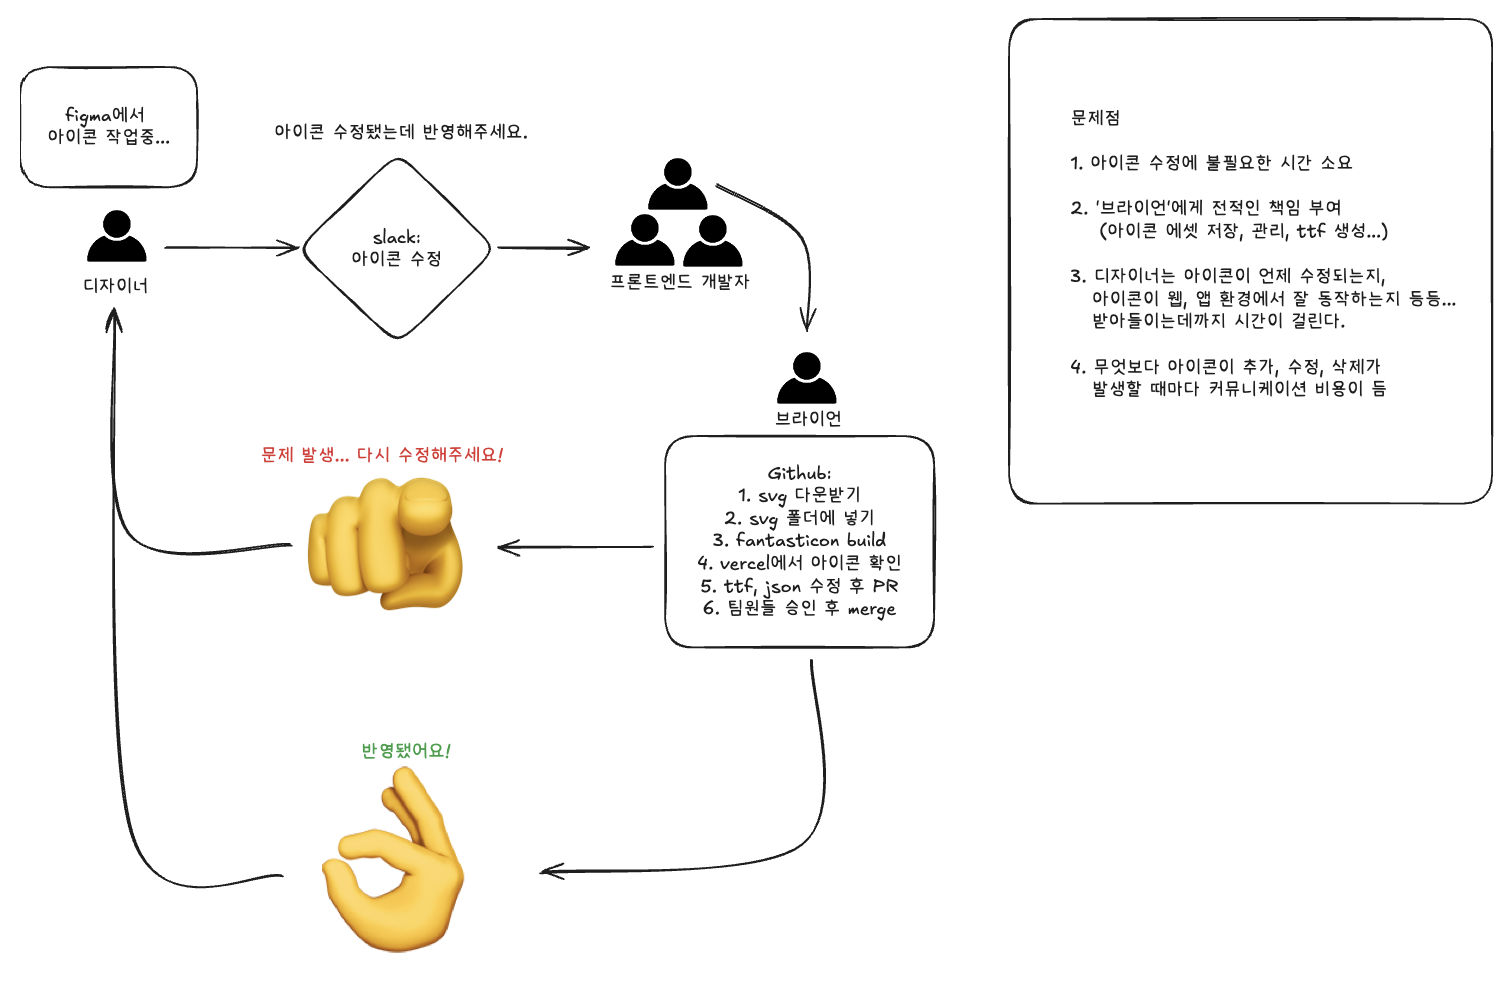 figma에서
아이콘 작업중...
디자이너
아이콘 수정됐는데 반영해주세요.
slack:
아이콘 수정
프론트엔드 개발자
브라이언
Github:
1. svg 다운받기
2. svg 폴더에 넣기
3. fantasticon build
4. vercel에서 아이콘 확인
5. ttf, json 수정 후 PR
6. 팀원들 승인 후 merge
문제 발생... 다시 수정해주세요!
반영됐어요!
문제점
1. 아이콘 수정에 불필요한 시간 소요
2. '브라이언'에게 전적인 책임 부여
(아이콘 에셋 저장, 관리, ttf 생성...)
3. 디자이너는 아이콘이 언제 수정되는지,
아이콘이 웹, 앱 환경에서 잘 동작하는지 등등...
받아들이는데까지 시간이 걸린다.
4. 무엇보다 아이콘이 추가, 수정, 삭제가
발생할 때마다 커뮤니케이션 비용이 듬